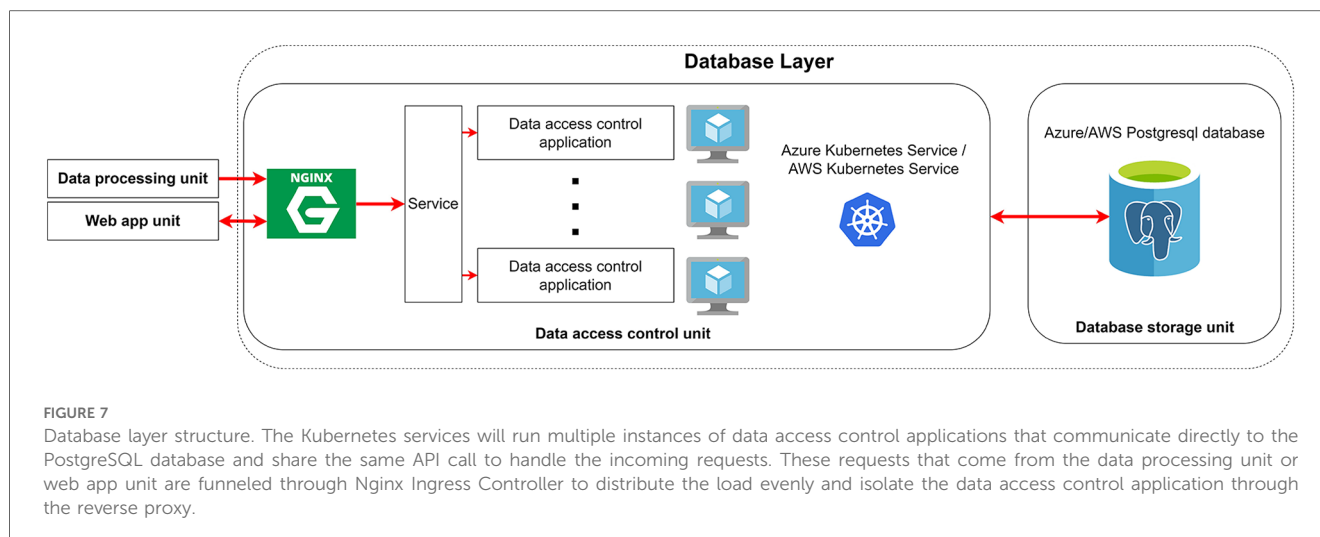 Database Layer
Data processing unit
Web app unit
NGINX
Service
Data access control
application
Data access control
application
Azure Kubernetes Service /
AWS Kubernetes Service
Data access control unit
Azure/AWS Postgresql database
Database storage unit
FIGURE 7
Database layer structure. The Kubernetes services will run multiple instances of data access control applications that communicate directly to the
PostgreSQL database and share the same API call to handle the incoming requests. These requests that come from the data processing unit or
web app unit are funneled through Nginx Ingress Controller to distribute the load evenly and isolate the data access control application through
the reverse proxy.